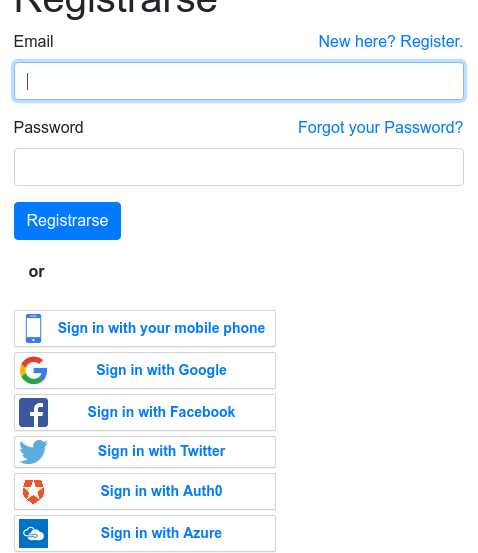 Registrarse
Email New here? Register.
Password Forgot your Password?
Registrarse
or
Sign in with your mobile phone
Sign in with Google
Sign in with Facebook
Sign in with Twitter
Sign in with Auth0
Sign in with Azure